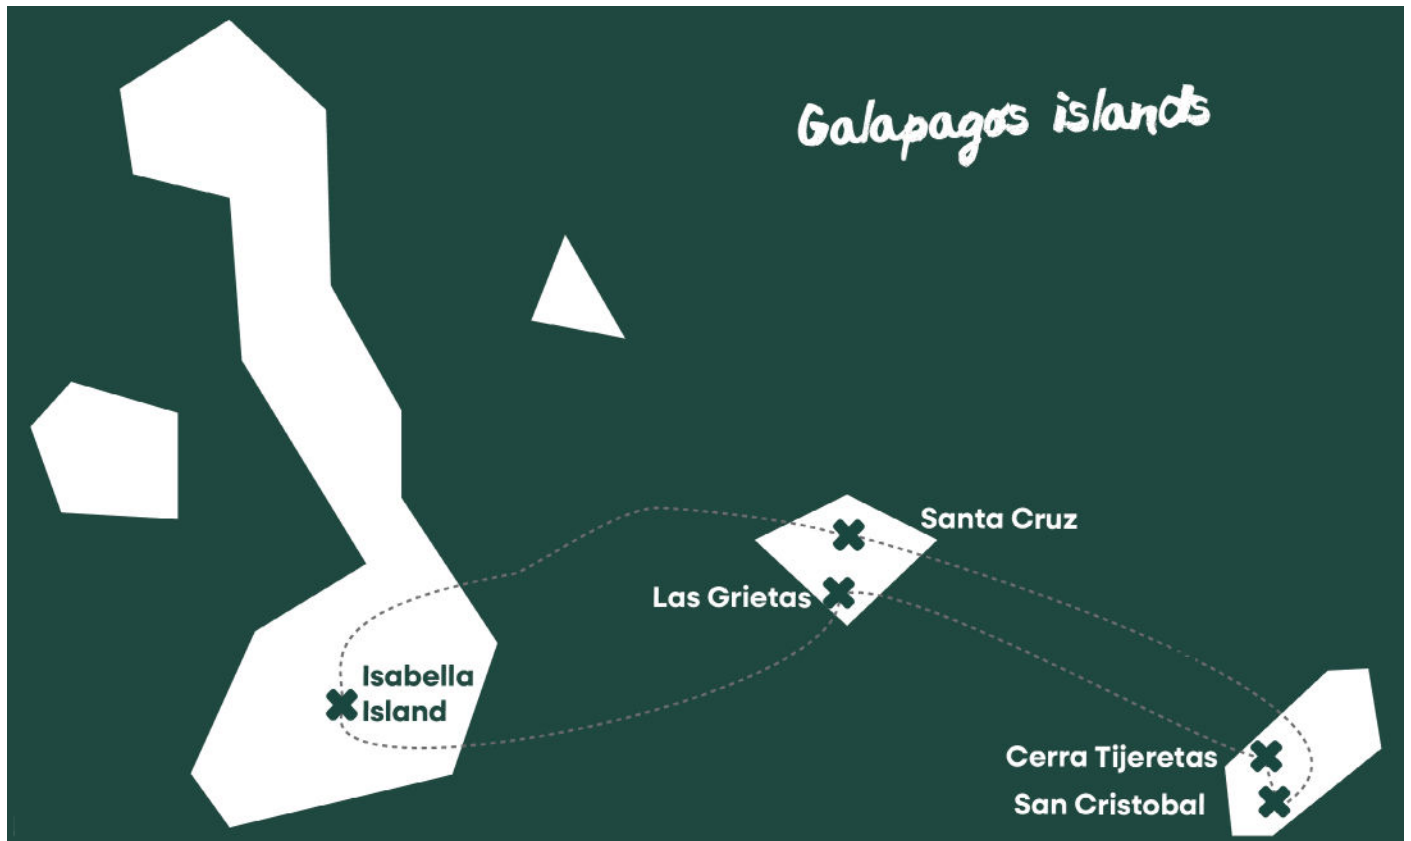 Galapagos islands
Santa Cruz
Las Grietas
Isabella
Island
Cerra Tijeretas
San Cristobal